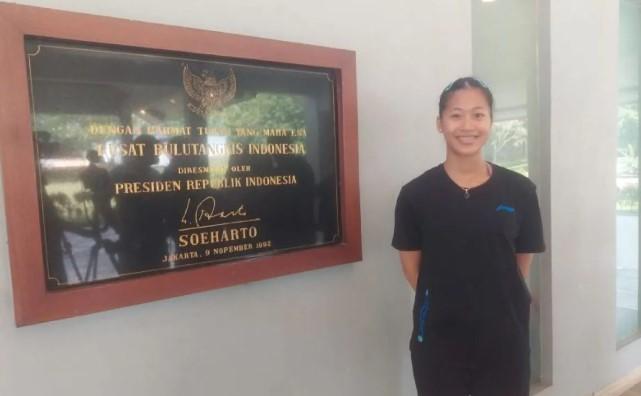 DENGAN RAHMAT TUHAN YANG MAHA ESA
PUSAT BULUTANGKIS INDONESIA
DIRESMIKAN OLEH
PRESIDEN REPUBLIK INDONESIA
SOEHARTO
JAKARTA, 9 NOPEMBER 1992